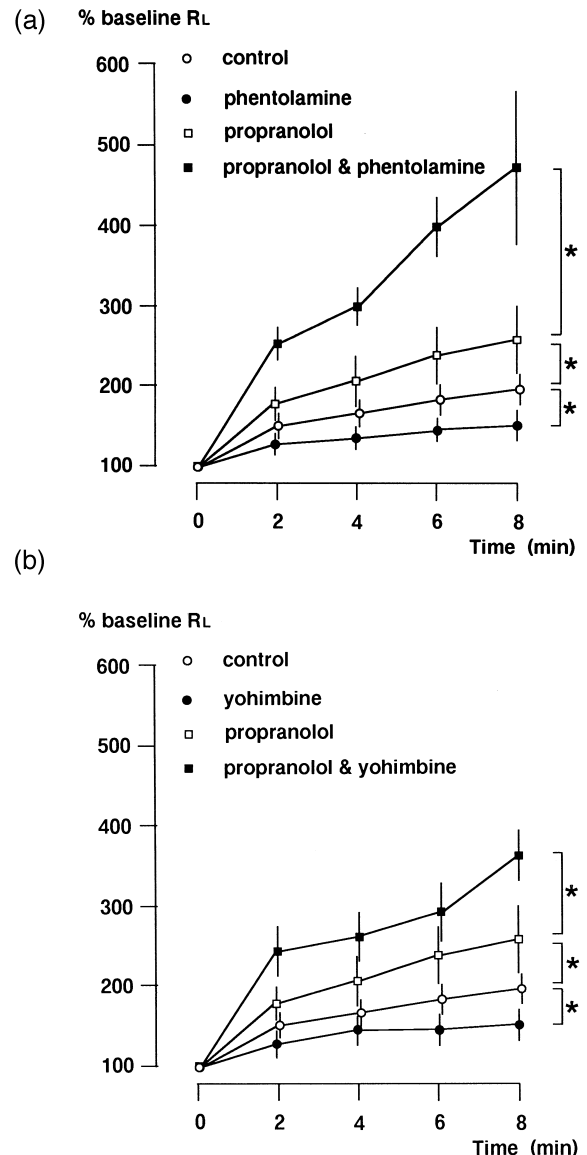 (a)
% baseline RL
600
500
400
300
200
100
control
phentolamine
propranolol
propranolol & phentolamine
*
*
*
0 2 4 6 8
Time (min)
(b)
% baseline RL
600
500
400
300
200
100
control
yohimbine
propranolol
propranolol & yohimbine
*
*
*
0 2 4 6 8
Time (min)